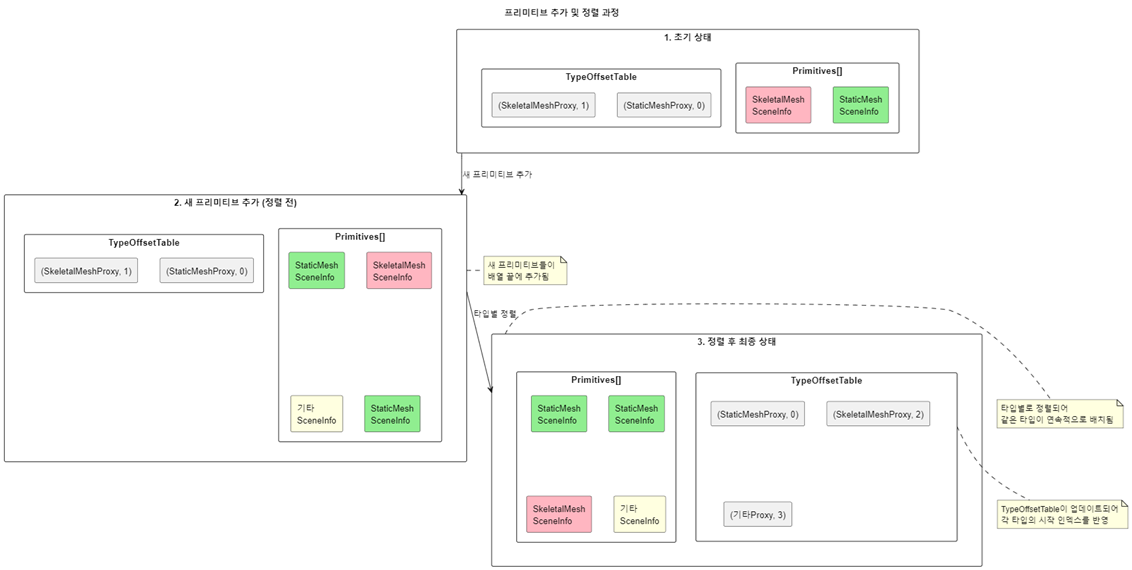 프리미티브 추가 및 정렬 과정
1. 초기 상태
TypeOffsetTable
(SkeletalMeshProxy, 1)
(StaticMeshProxy, 0)
Primitives[]
SkeletalMesh
SceneInfo
StaticMesh
SceneInfo
새 프리미티브 추가
2. 새 프리미티브 추가 (정렬 전)
TypeOffsetTable
(SkeletalMeshProxy, 1)
(StaticMeshProxy, 0)
Primitives[]
StaticMesh
SceneInfo
SkeletalMesh
SceneInfo
기타
SceneInfo
StaticMesh
SceneInfo
새 프리미티브들이
배열 끝에 추가됨
타입별 정렬
3. 정렬 후 최종 상태
Primitives[]
StaticMesh
SceneInfo
StaticMesh
SceneInfo
SkeletalMesh
SceneInfo
기타
SceneInfo
TypeOffsetTable
(StaticMeshProxy, 0)
(SkeletalMeshProxy, 2)
(기타Proxy, 3)
타입별로 정렬되어
같은 타입이 연속적으로 배치됨
TypeOffsetTable이 업데이트되어
각 타입의 시작 인덱스를 반영